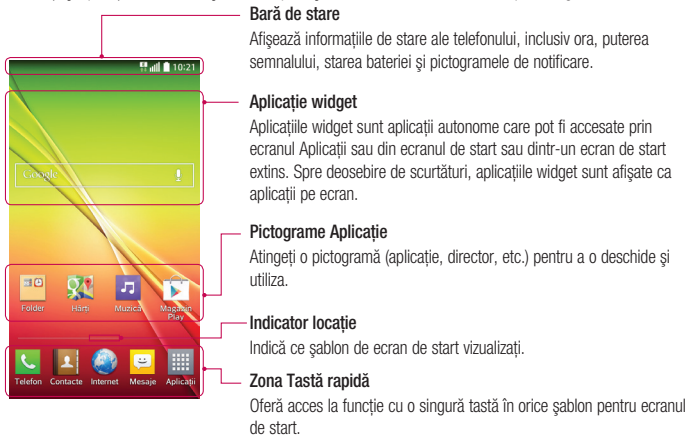 Bară de stare
Afişează informaţiile de stare ale telefonului, inclusiv ora, puterea
semnalului, starea bateriei şi pictogramele de notificare.
10:21
Aplicaţie widget
Aplicaţiile widget sunt aplicaţii autonome care pot fi accesate prin
ecranul Aplicaţii sau din ecranul de start sau dintr-un ecran de start
extins. Spre deosebire de scurtături, aplicaţiile widget sunt afişate ca
aplicaţii pe ecran.
Google
Pictograme Aplicaţie
Atingeţi o pictogramă (aplicaţie, director, etc.) pentru a o deschide şi
utiliza.
Folder Hărţi Muzică Magazin Play
Indicator locaţie
Indică ce şablon de ecran de start vizualizaţi.
Telefon Contacte Internet Mesaje Aplicaţii
Zona Tastă rapidă
Oferă acces la funcţie cu o singură tastă în orice şablon pentru ecranul
de start.